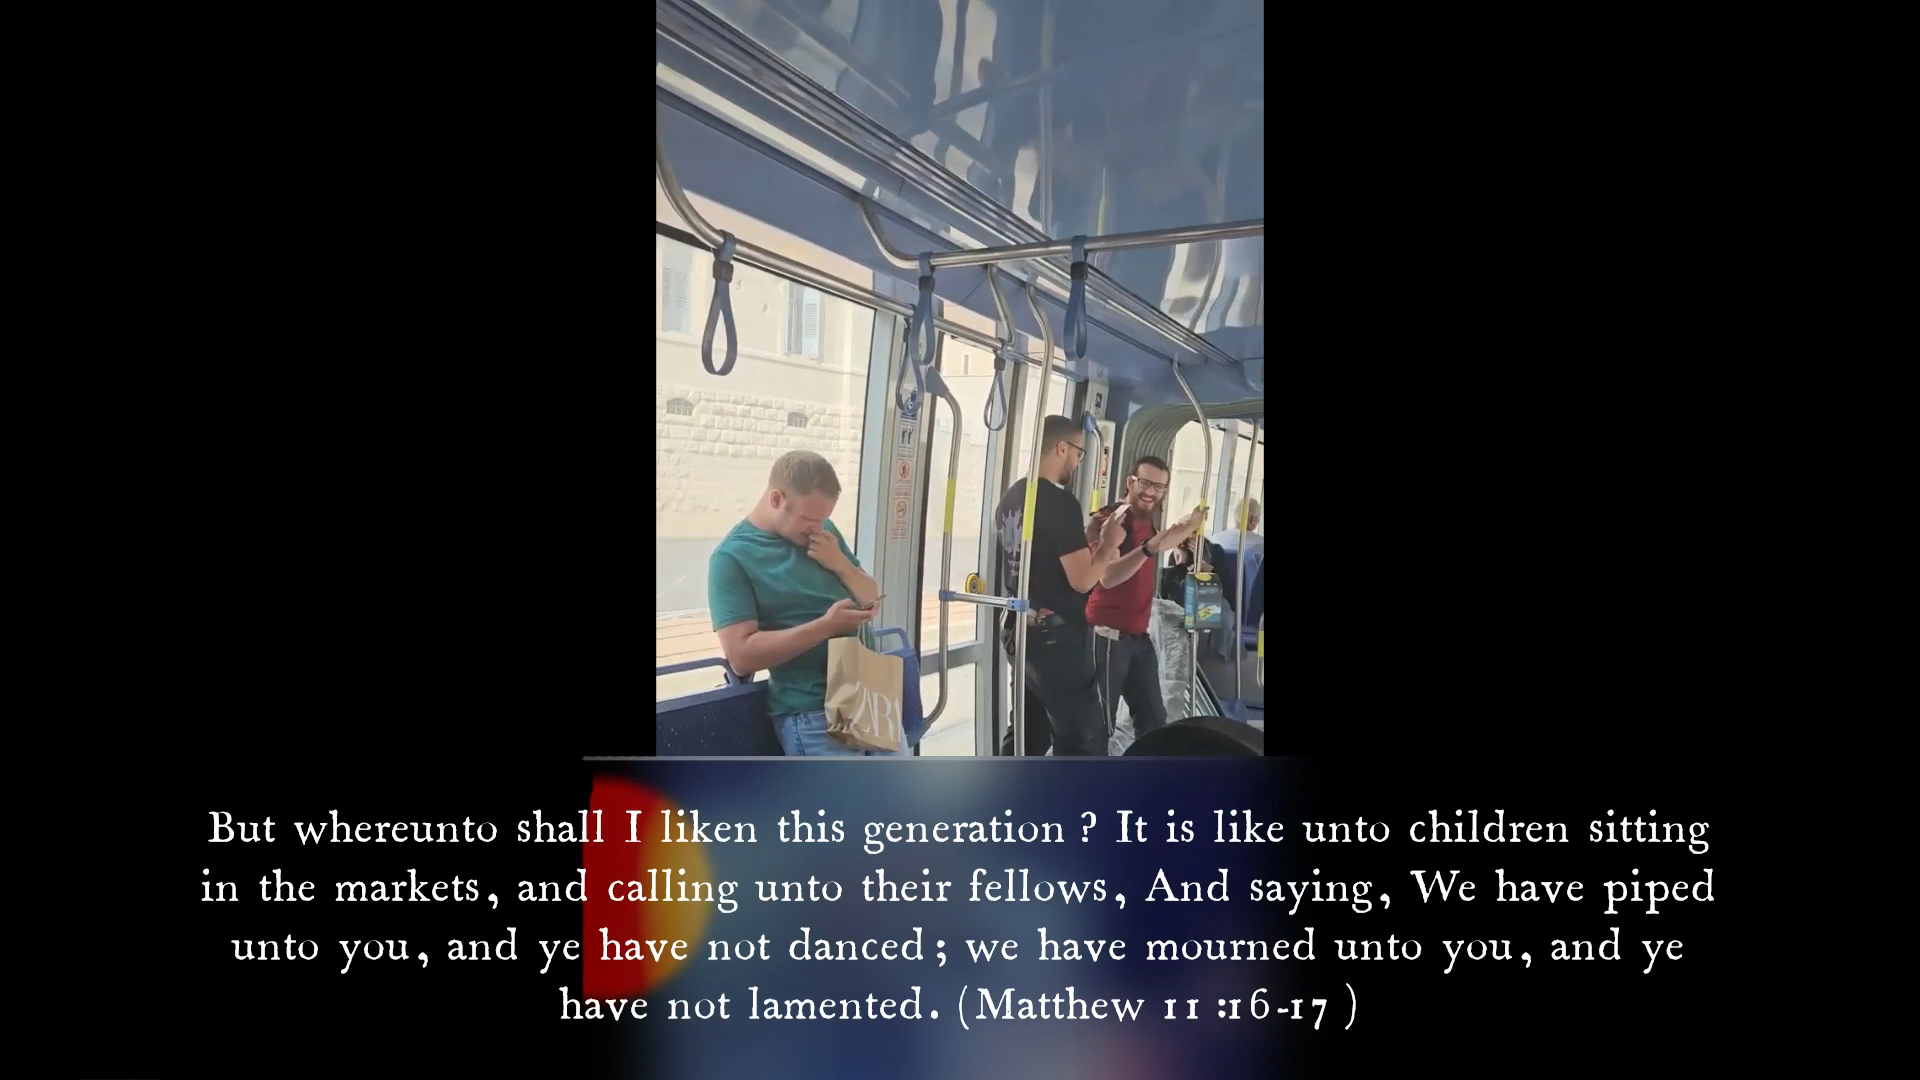 ZARA
But whereunto shall I liken this generation ? It is like unto children sitting
in the markets, and calling unto their fellows, And saying, We have piped
unto you, and ye have not danced ; we have mourned unto you, and ye
have not lamented. (Matthew 11 :16-17 )